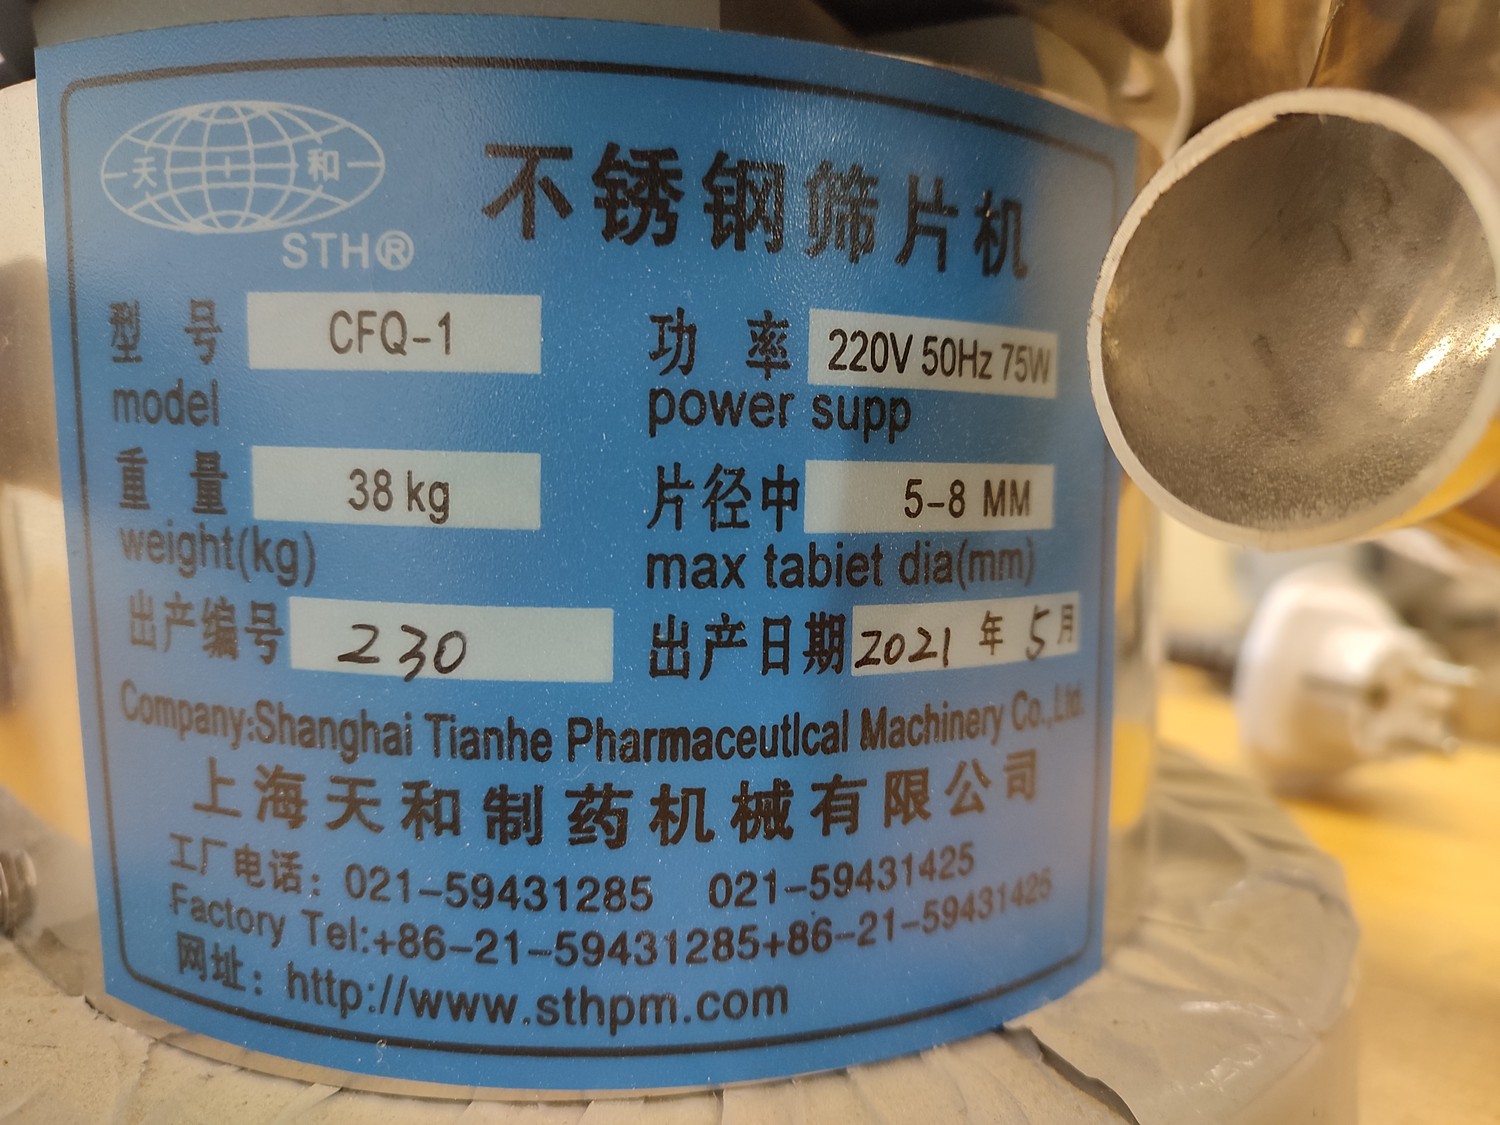 天 和
STH®
不锈钢筛片机
型号 CFQ-1 功率 220V 50Hz 75W
model power supp
重量 38 kg 片径中 5-8 MM
weight(kg) max tabiet dia(mm)
出产编号 230 出产日期 2021 年 5 月
Company:Shanghai Tianhe Pharmaceutlcal Machinery Co.,Ltd.
上海天和制药机械有限公司
工厂电话：021-59431285 021-59431425
Factory Tel:+86-21-59431285+86-21-59431425
网址：http://www.sthpm.com